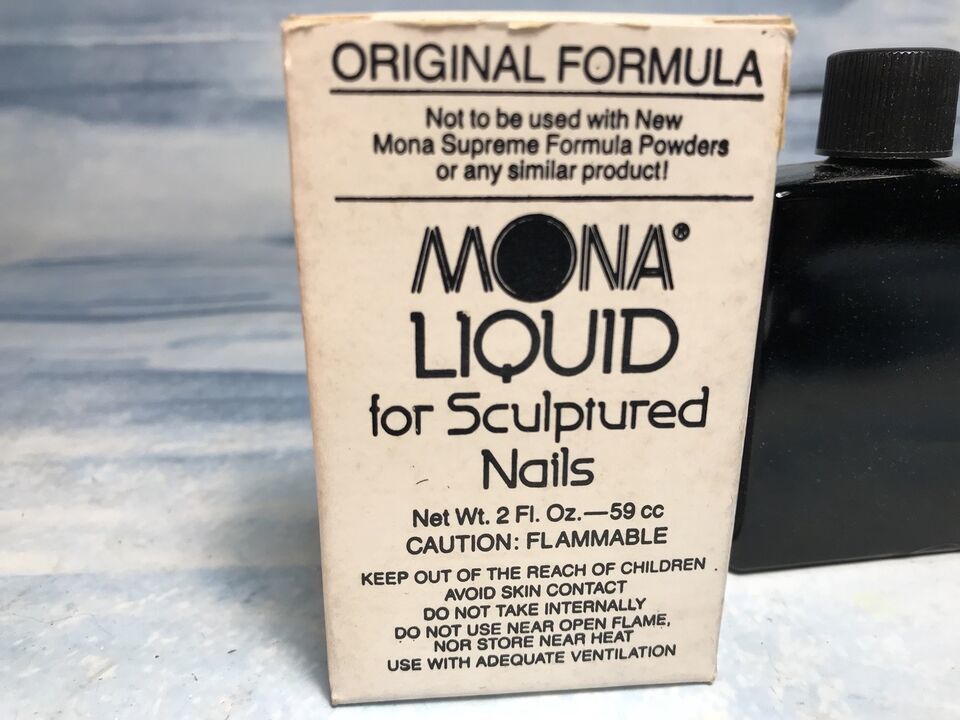 ORIGINAL FORMULA
Not to be used with New
Mona Supreme Formula Powders
or any similar product!
MONA®
LIQUID
for Sculptured
Nails
Net Wt. 2 Fl. Oz.—59 cc
CAUTION: FLAMMABLE
KEEP OUT OF THE REACH OF CHILDREN .
AVOID SKIN CONTACT
DO NOT TAKE INTERNALLY
DO NOT USE NEAR OPEN FLAME,
NOR STORE NEAR HEAT
USE WITH ADEQUATE VENTILATION